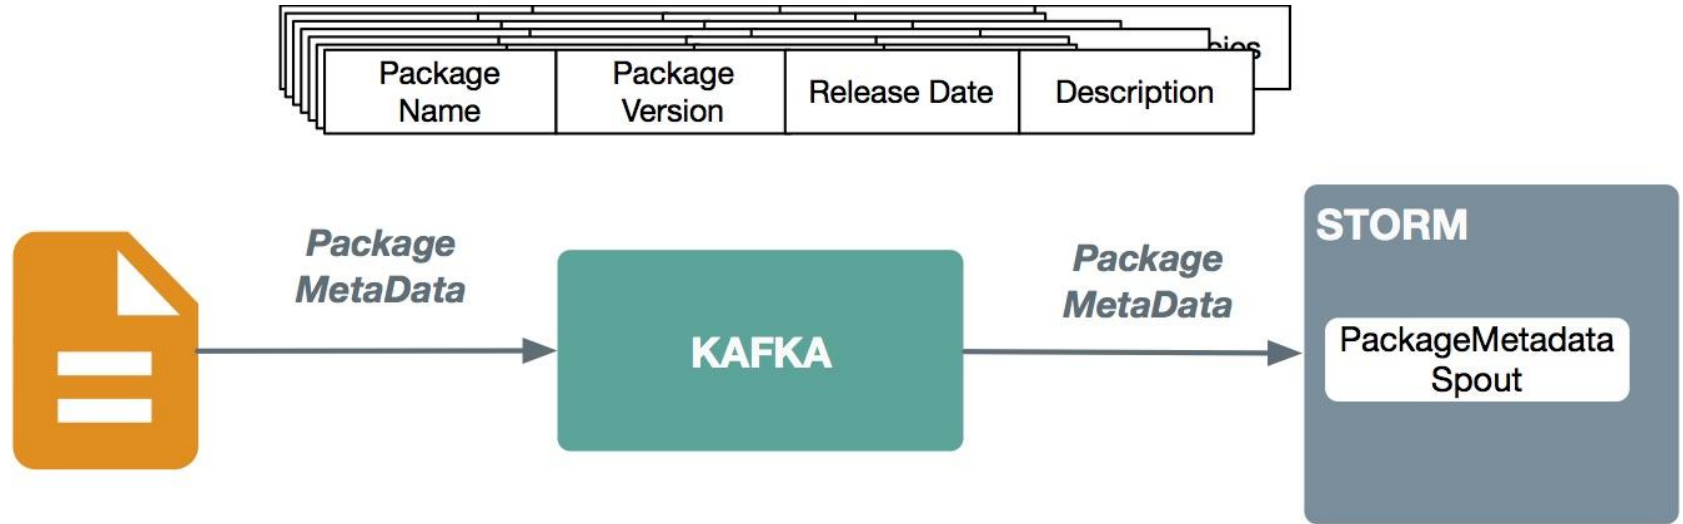 Package
Name
Package
Version
Release Date
Description
Package
MetaData
KAFKA
Package
MetaData
STORM
PackageMetadata
Spout